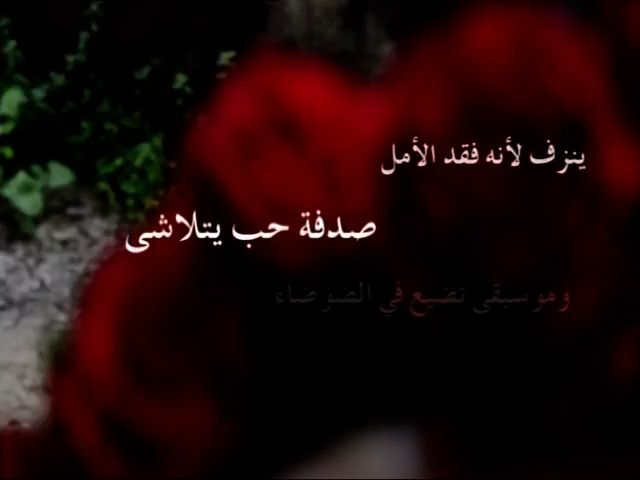 ينزف لأنه فقد الأمل
صدفة حب يتلاشى
وموسيقى تضيع في الضوضاء